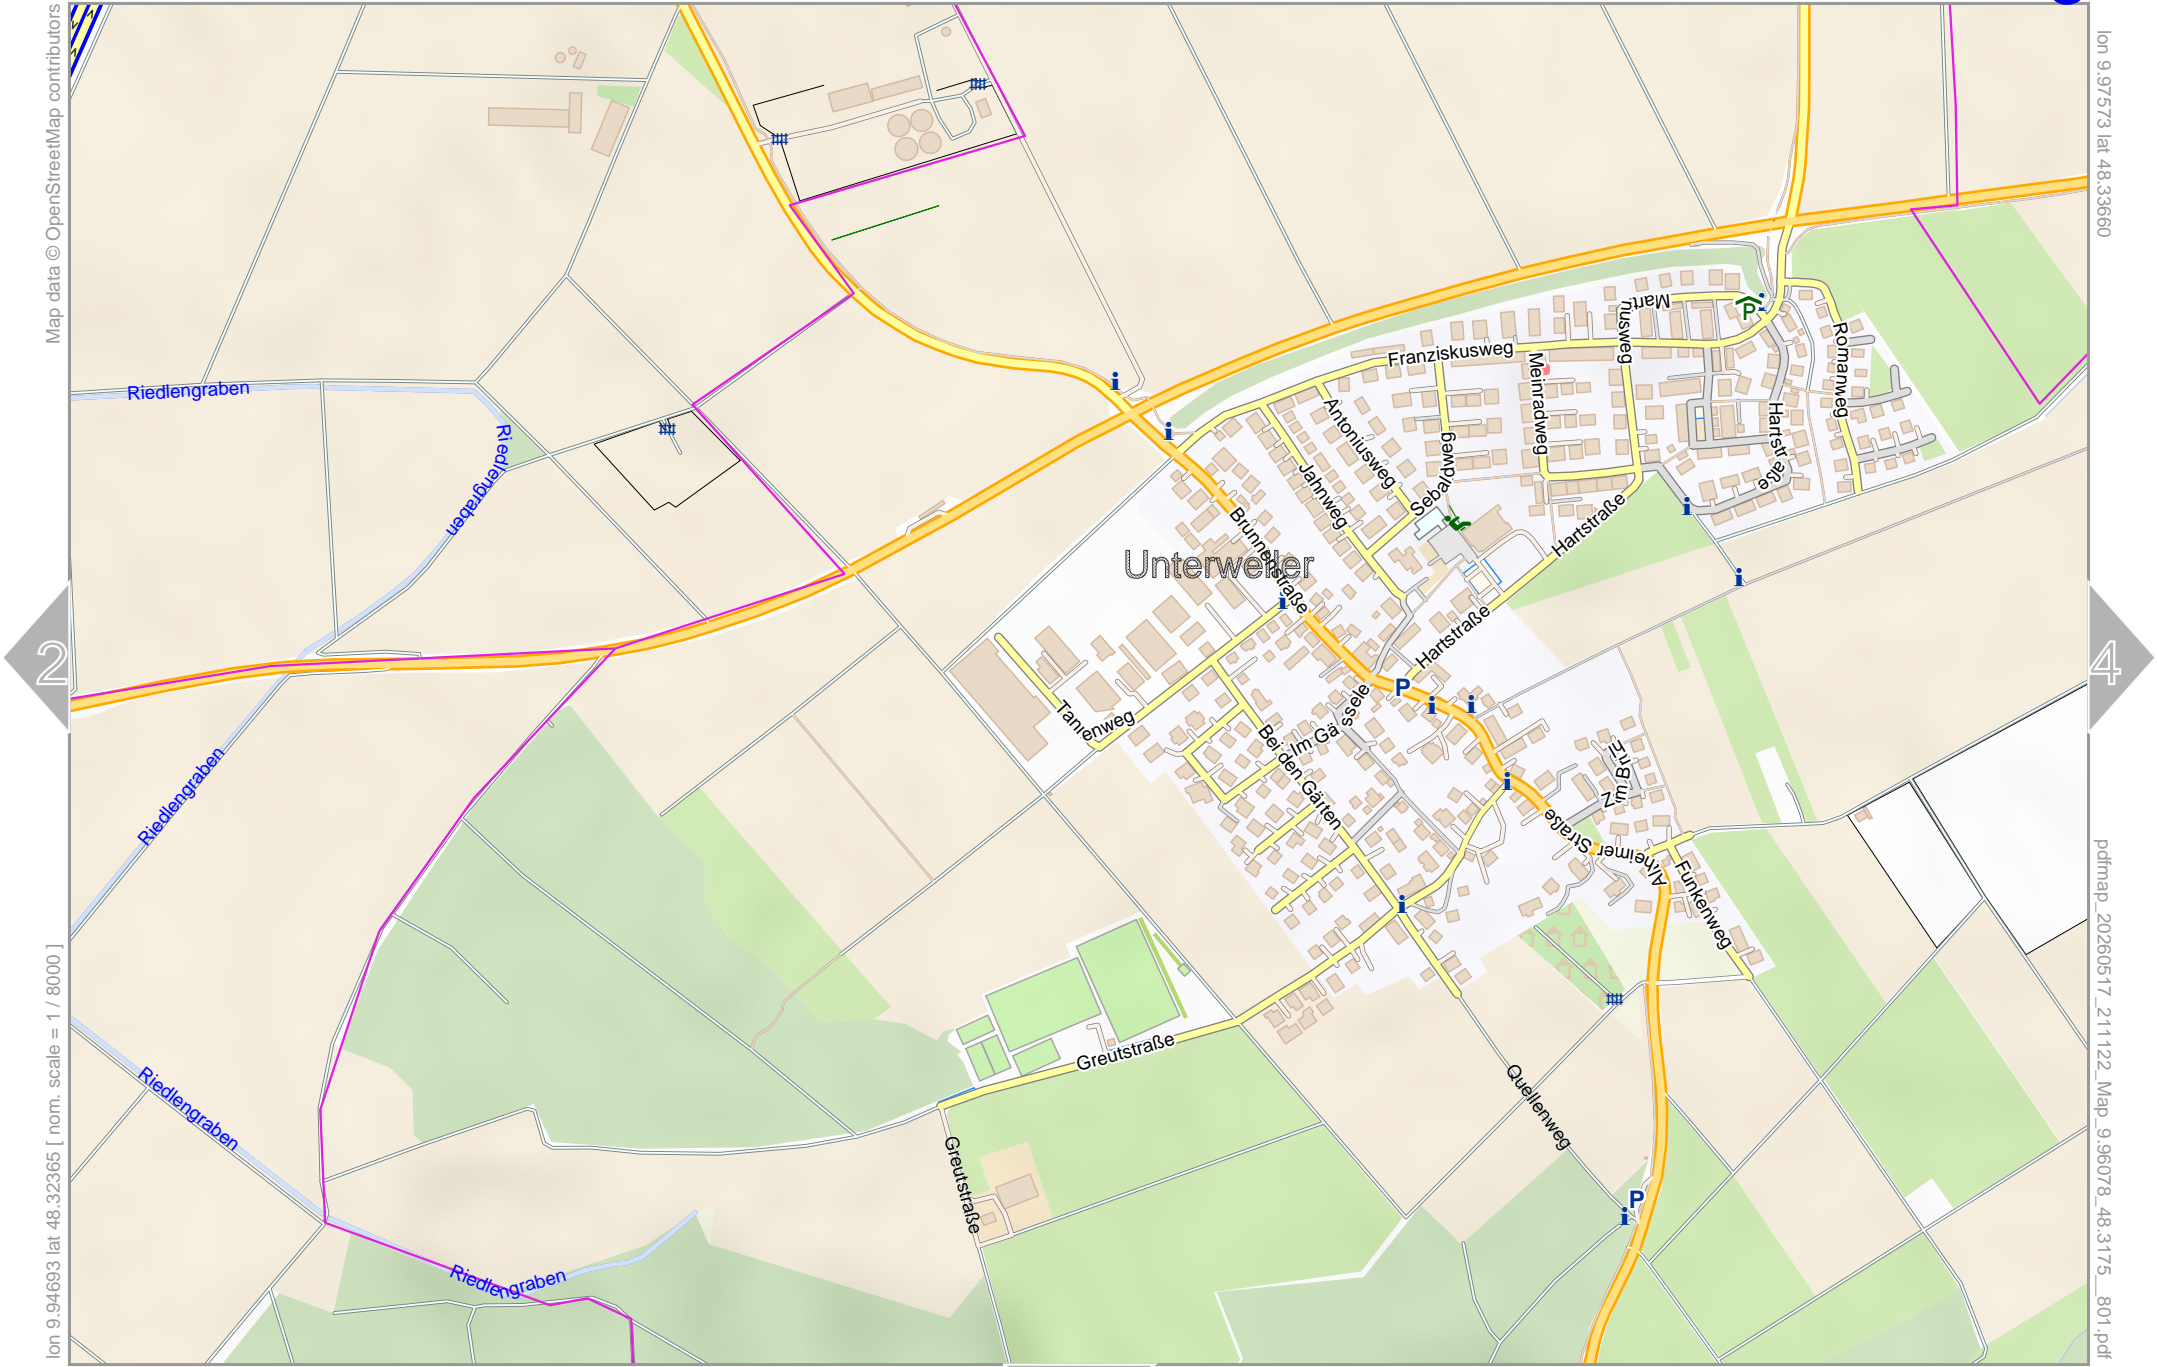 Map data © OpenStreetMap contributors
lon 9.94693 lat 48.32365 [ nom. scale = 1 / 8000 ]
lon 9.97573 lat 48.33660
pdfmap_20260517_211122_Map_9.96078_48.3175__801.pdf
2
4
Unterweiler
Riedlengraben
Riedlengraben
Riedlengraben
Riedlengraben
Riedlengraben
Riedlengraben
Franziskusweg
Martinusweg
Romanweg
Meinradweg
Antoniusweg
Sebaldweg
Jahnweg
Hartstraße
Hartstraße
Hartstraße
Brunnenstraße
Tannenweg
Im Gässele
Bei den Gärten
Zum Brühl
Funkenweg
Greutstraße
Greutstraße
Quellenweg
P
P
P